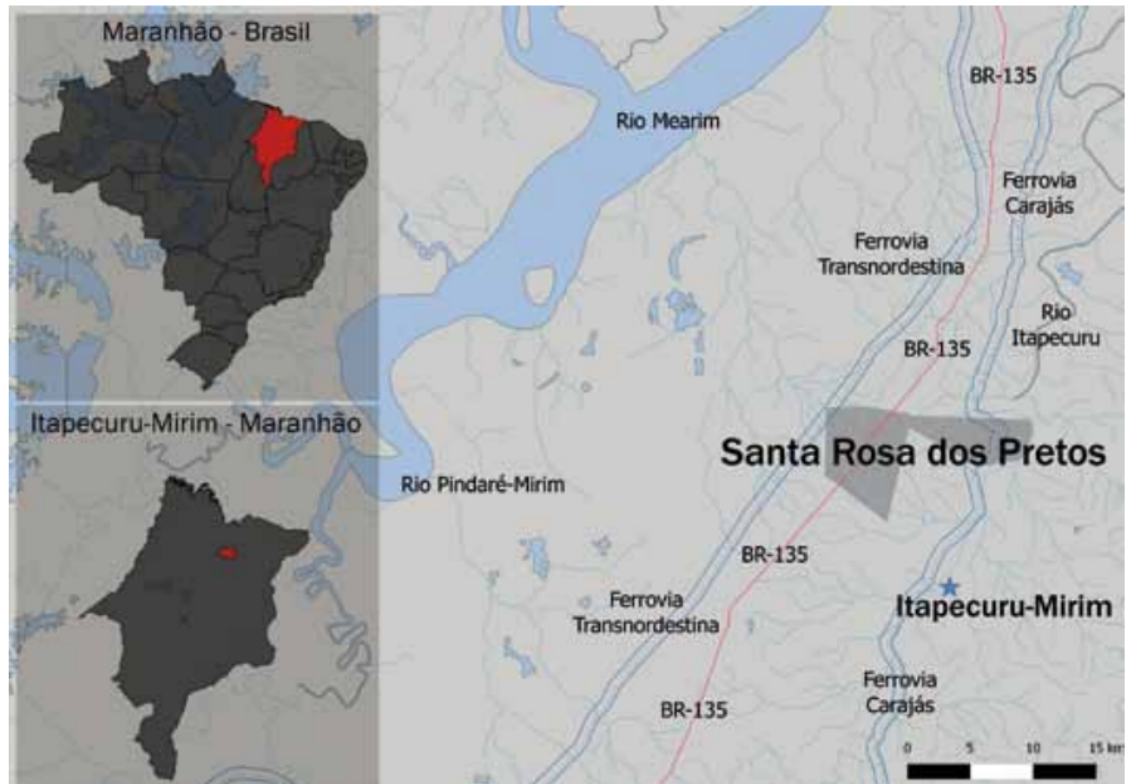 Maranhão - Brasil
Itapecuru-Mirim - Maranhão
BR-135
Rio Mearim
Ferrovia
Carajás
Ferrovia
Transnordestina
Rio
Itapecuru
BR-135
Santa Rosa dos Pretos
Rio Pindaré-Mirim
BR-135
Ferrovia
Transnordestina
Itapecuru-Mirim
BR-135
Ferrovia
Carajás
0 5 10 15 km